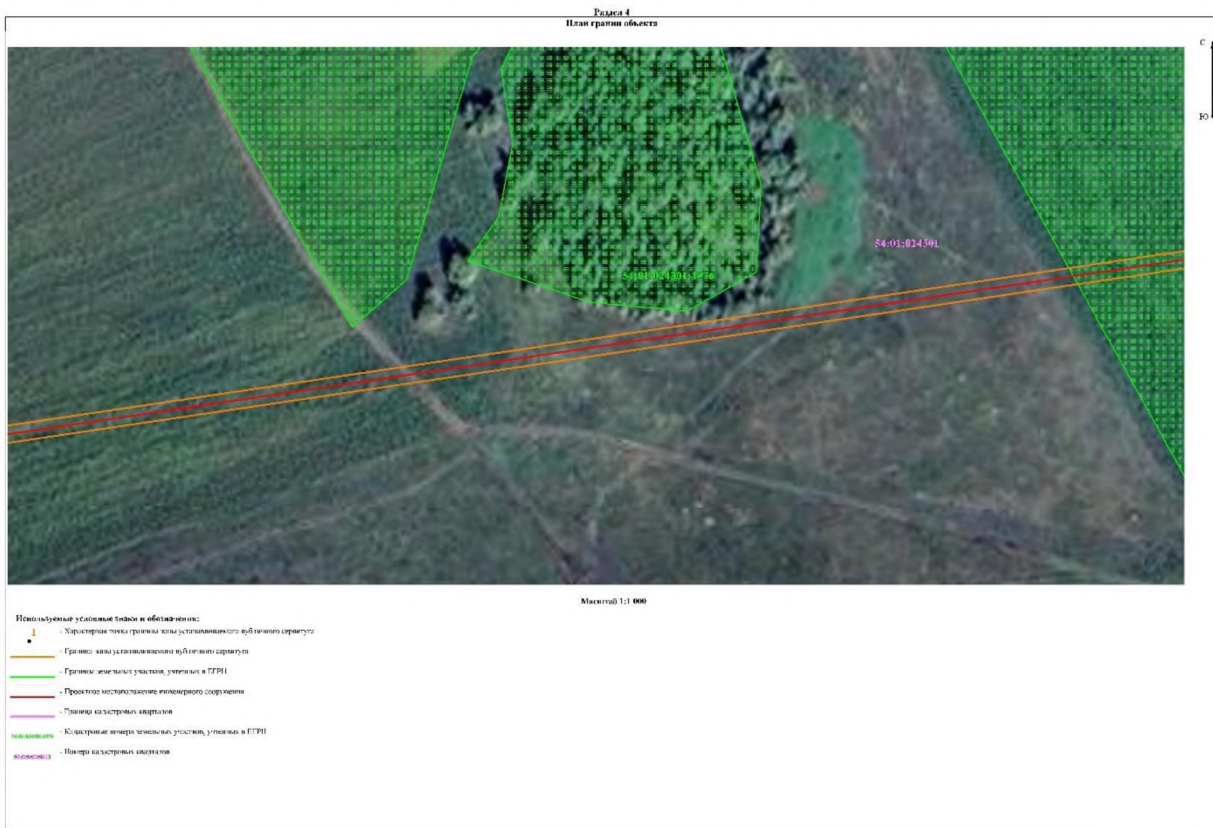 Раздел 4
План границ объекта
С
Ю
54:01:024301
Масштаб 1:1 000
Используемые условные знаки и обозначения:
1 - Характерная точка границы зоны устанавливаемого публичного сервитута
- Граница зоны устанавливаемого публичного сервитута
- Границы земельных участков, учтенных в ЕГРН
- Проектное местоположение инженерного сооружения
- Граница кадастровых кварталов
- Кадастровые номера земельных участков, учтенных в ЕГРН
- Номера кадастровых кварталов